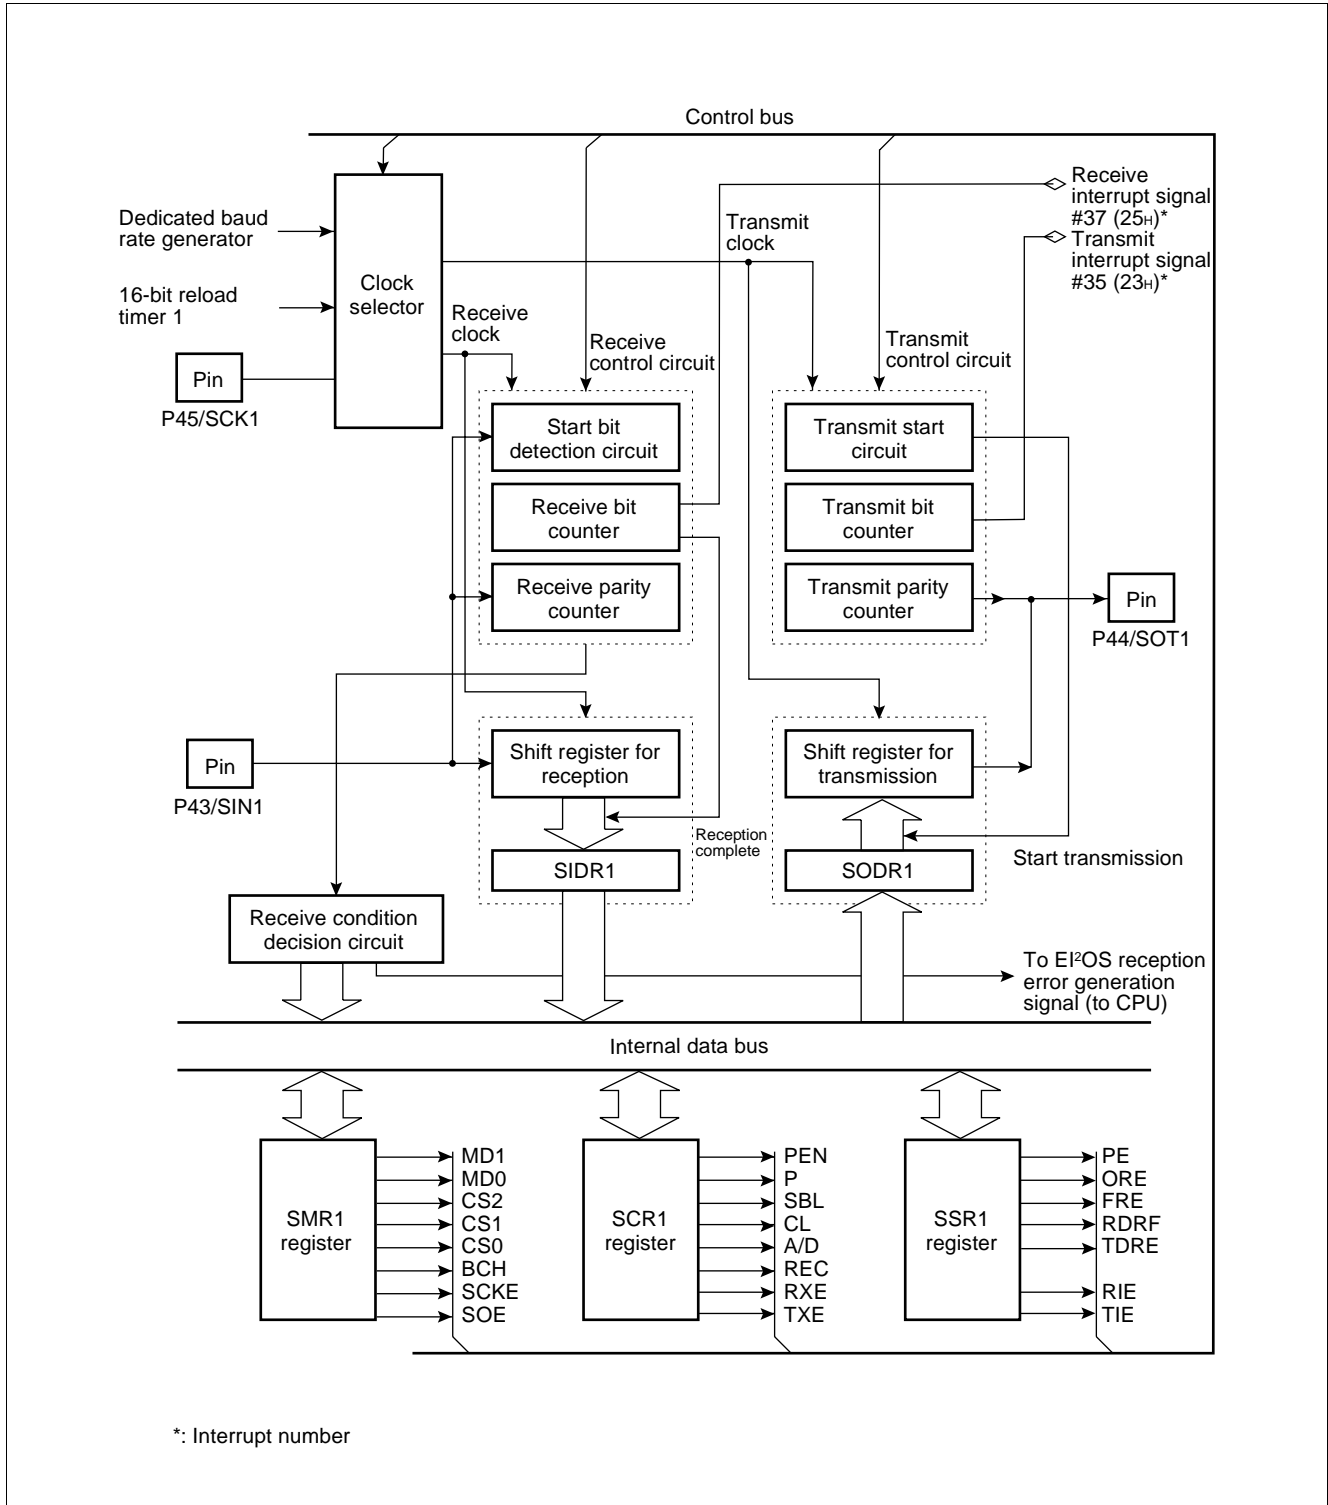 Control bus
Dedicated baud
rate generator
16-bit reload
timer 1
Pin
P45/SCK1
Clock
selector
Receive
clock
Transmit
clock
Receive
control circuit
Transmit
control circuit
Receive
interrupt signal
#37 (25H)*
Transmit
interrupt signal
#35 (23H)*
Start bit
detection circuit
Receive bit
counter
Receive parity
counter
Transmit start
circuit
Transmit bit
counter
Transmit parity
counter
Pin
P44/SOT1
Pin
P43/SIN1
Shift register for
reception
Shift register for
transmission
Reception
complete
Start transmission
SIDR1
SODR1
Receive condition
decision circuit
To EI²OS reception
error generation
signal (to CPU)
Internal data bus
SMR1
register
MD1
MD0
CS2
CS1
CS0
BCH
SCKE
SOE
SCR1
register
PEN
P
SBL
CL
A/D
REC
RXE
TXE
SSR1
register
PE
ORE
FRE
RDRF
TDRE
RIE
TIE
*: Interrupt number